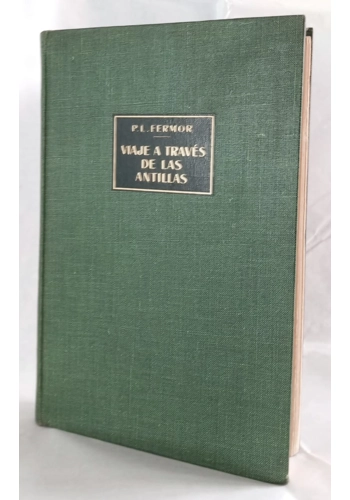 P. L. FERMOR
VIAJE A TRAVÉS
DE LAS
ANTILLAS